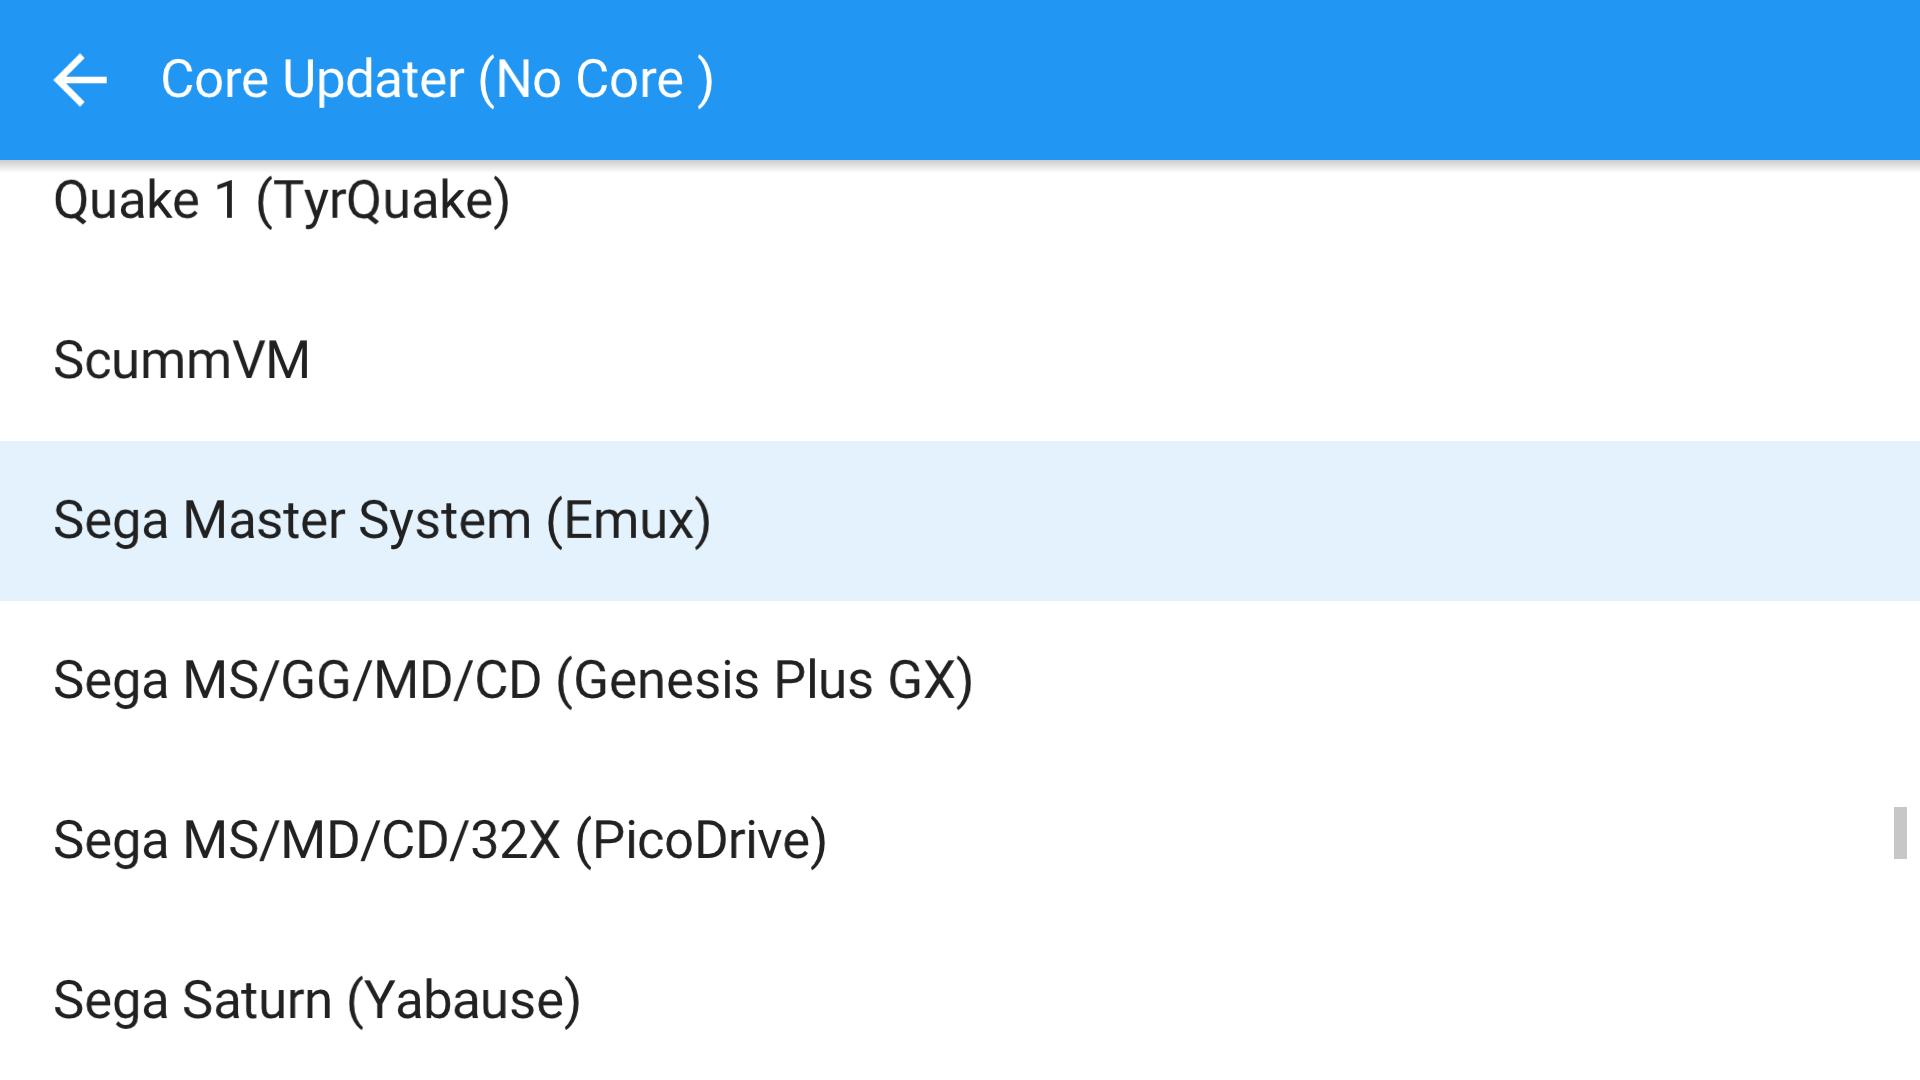 Core Updater (No Core )
Quake 1 (TyrQuake)
ScummVM
Sega Master System (Emux)
Sega MS/GG/MD/CD (Genesis Plus GX)
Sega MS/MD/CD/32X (PicoDrive)
Sega Saturn (Yabause)